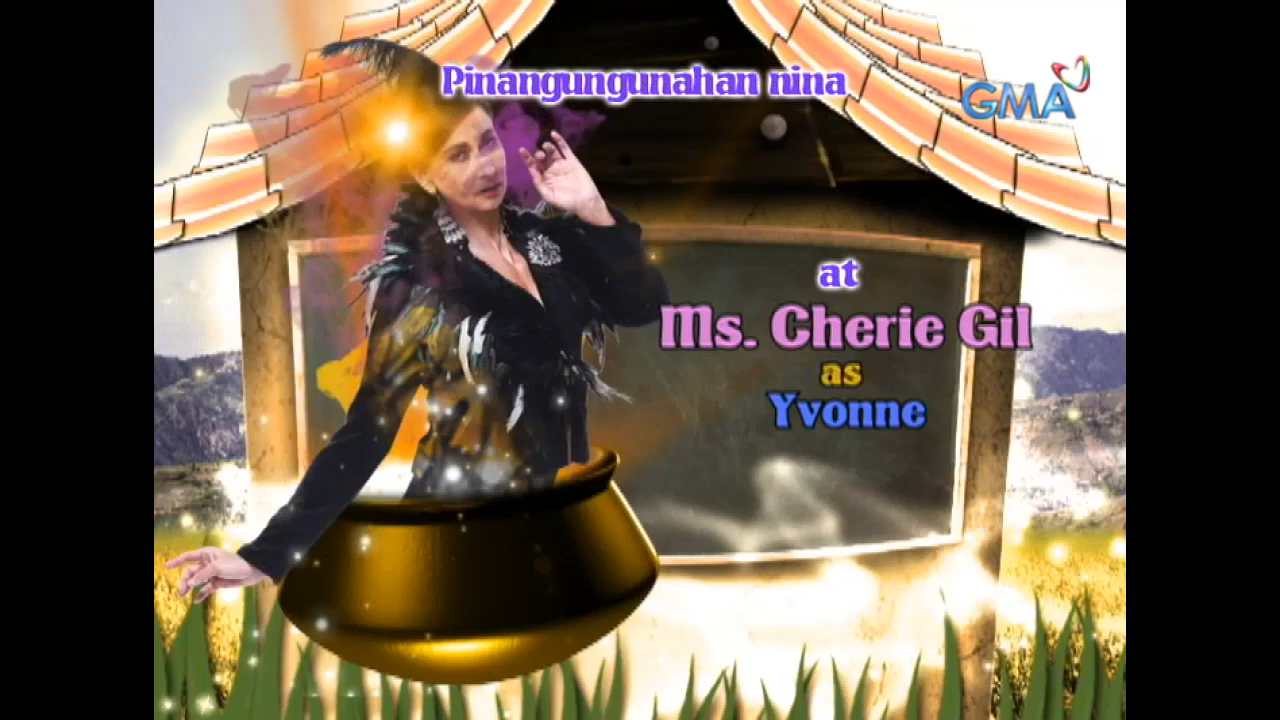 Pinangungunahan nina
GMA
at
Ms. Cherie Gil
as
Yvonne